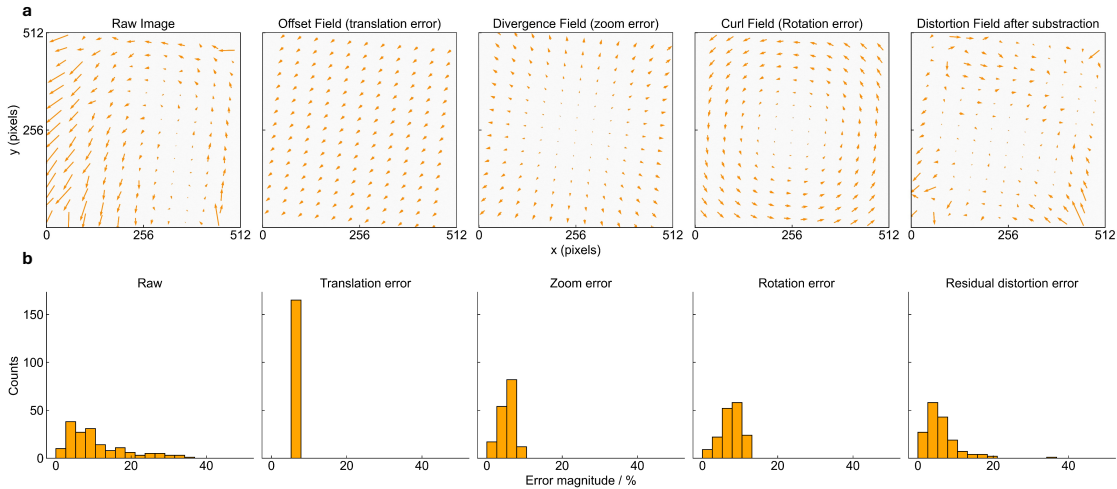 a
Raw Image
Offset Field (translation error)
Divergence Field (zoom error)
Curl Field (Rotation error)
Distortion Field after substraction
512
256
y (pixels)
0 256 512
0 256 512
0 256 512
0 256 512
0 256 512
x (pixels)
b
Raw
Translation error
Zoom error
Rotation error
Residual distortion error
150
100
50
0
Counts
0 20 40
0 20 40
0 20 40
0 20 40
0 20 40
Error magnitude / %